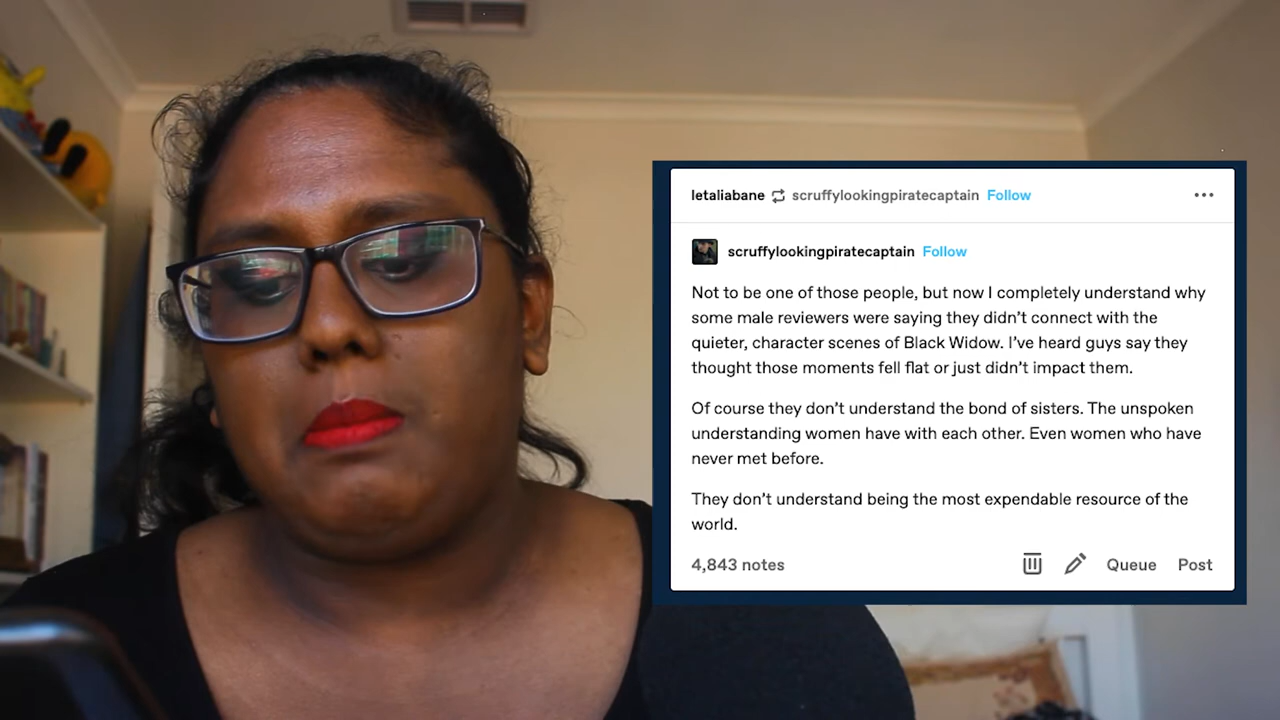 letaliabane scruffylookingpiratecaptain Follow
scruffylookingpiratecaptain Follow
Not to be one of those people, but now I completely understand why
some male reviewers were saying they didn’t connect with the
quieter, character scenes of Black Widow. I’ve heard guys say they
thought those moments fell flat or just didn’t impact them.
Of course they don’t understand the bond of sisters. The unspoken
understanding women have with each other. Even women who have
never met before.
They don’t understand being the most expendable resource of the
world.
4,843 notes Queue Post